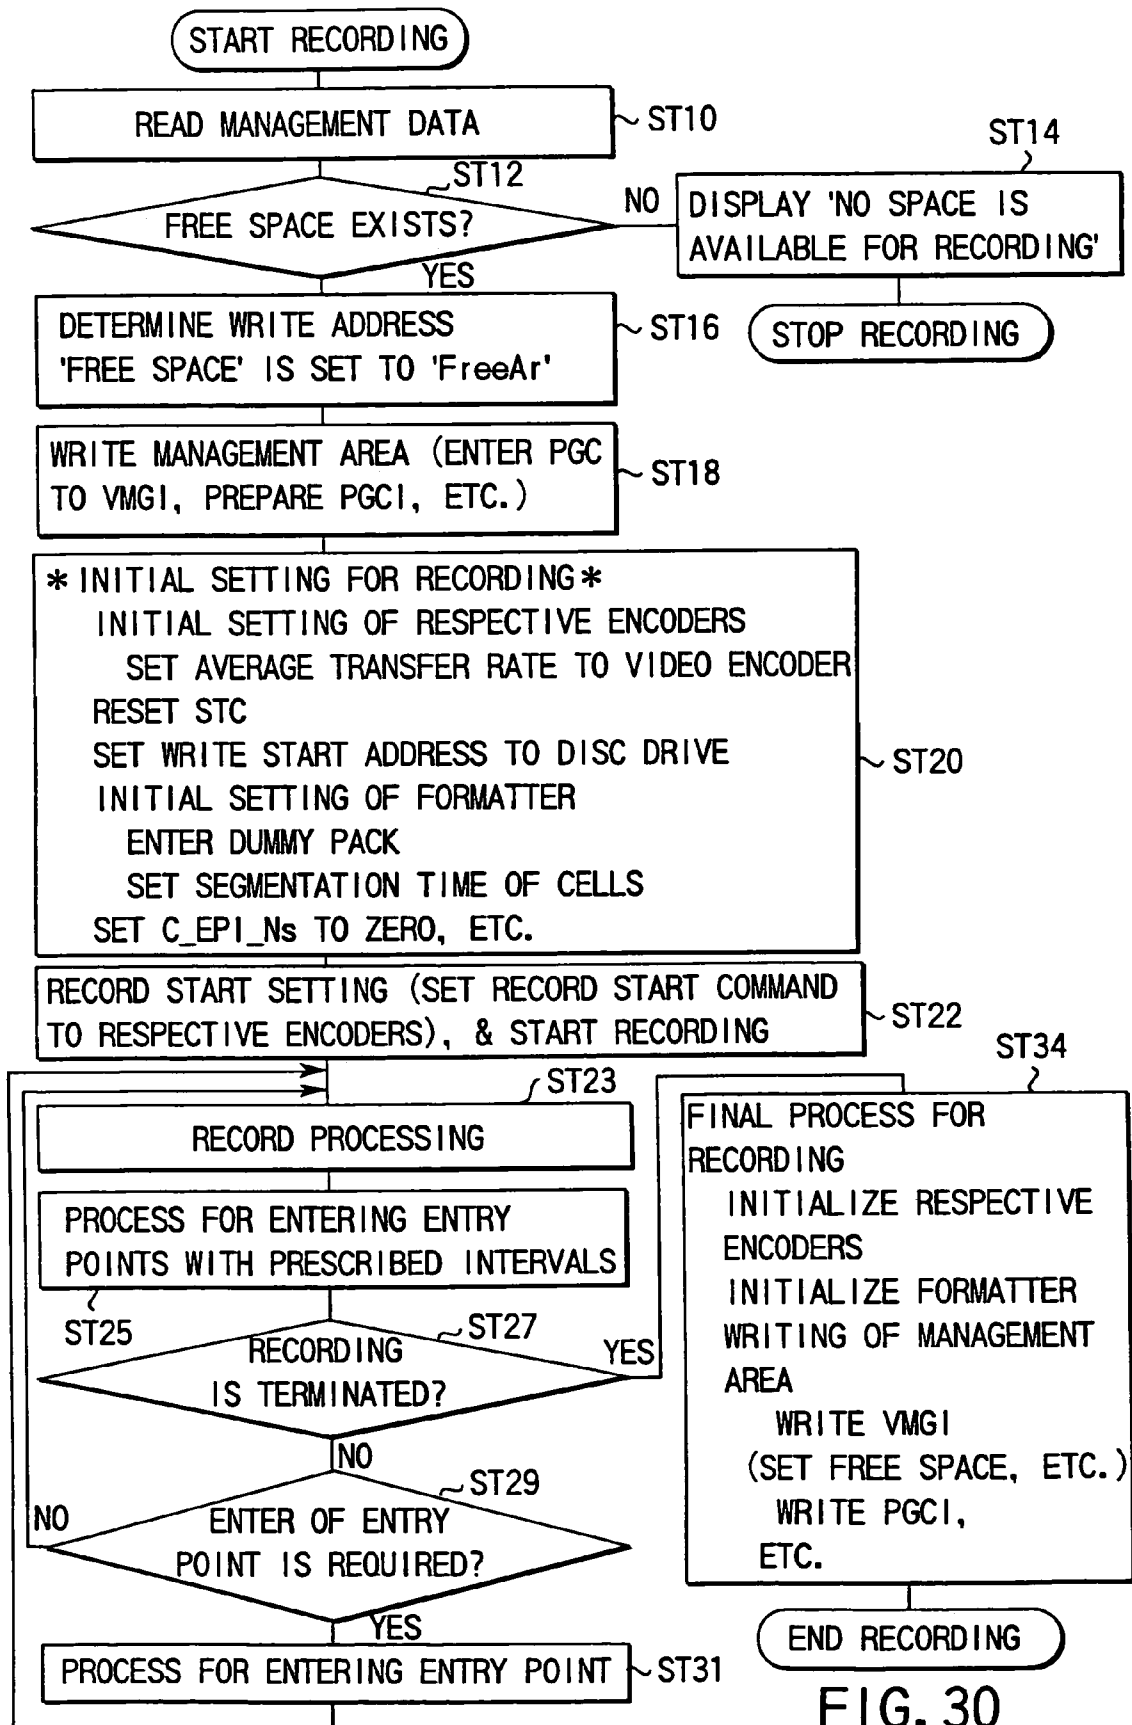 START RECORDING
READ MANAGEMENT DATA
ST10
ST12
FREE SPACE EXISTS?
NO
YES
ST14
DISPLAY 'NO SPACE IS
AVAILABLE FOR RECORDING'
STOP RECORDING
DETERMINE WRITE ADDRESS
'FREE SPACE' IS SET TO 'FreeAr'
ST16
WRITE MANAGEMENT AREA (ENTER PGC
TO VMGI, PREPARE PGCI, ETC.)
ST18
* INITIAL SETTING FOR RECORDING *
INITIAL SETTING OF RESPECTIVE ENCODERS
SET AVERAGE TRANSFER RATE TO VIDEO ENCODER
RESET STC
SET WRITE START ADDRESS TO DISC DRIVE
INITIAL SETTING OF FORMATTER
ENTER DUMMY PACK
SET SEGMENTATION TIME OF CELLS
SET C_EPI_Ns TO ZERO, ETC.
ST20
RECORD START SETTING (SET RECORD START COMMAND
TO RESPECTIVE ENCODERS), & START RECORDING
ST22
ST23
RECORD PROCESSING
PROCESS FOR ENTERING ENTRY
POINTS WITH PRESCRIBED INTERVALS
ST25
ST27
RECORDING
IS TERMINATED?
YES
NO
ST29
ENTER OF ENTRY
POINT IS REQUIRED?
NO
YES
PROCESS FOR ENTERING ENTRY POINT
ST31
ST34
FINAL PROCESS FOR
RECORDING
INITIALIZE RESPECTIVE
ENCODERS
INITIALIZE FORMATTER
WRITING OF MANAGEMENT
AREA
WRITE VMGI
(SET FREE SPACE, ETC.)
WRITE PGCI,
ETC.
END RECORDING
FIG. 30